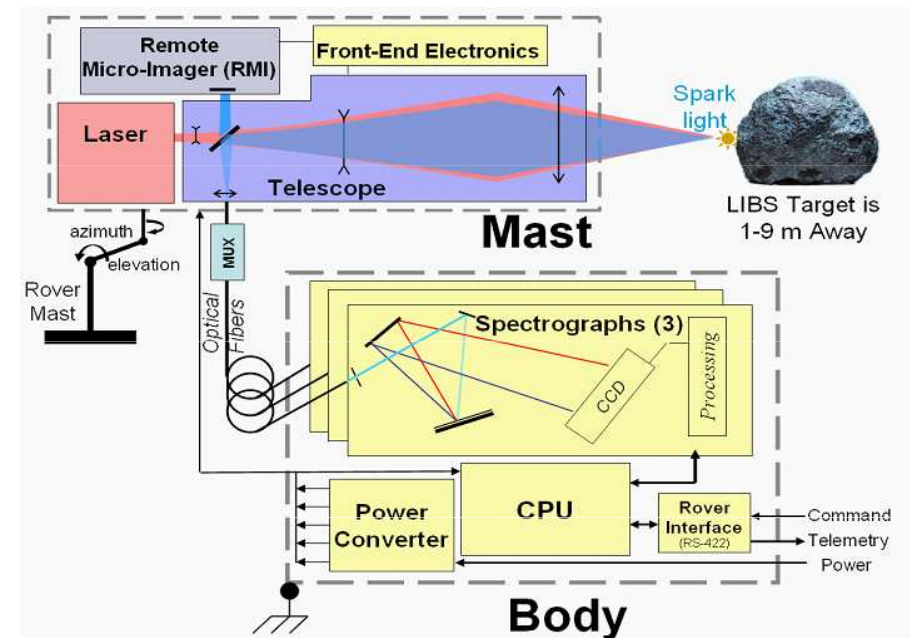 Remote
Micro-Imager (RMI)
Front-End Electronics
Laser
Telescope
Spark
light
LIBS Target is
1-9 m Away
Mast
azimuth
elevation
Rover
Mast
MUX
Optical
Fibers
Spectrographs (3)
CCD
Processing
Power
Converter
CPU
Rover
Interface
(RS-422)
Command
Telemetry
Power
Body